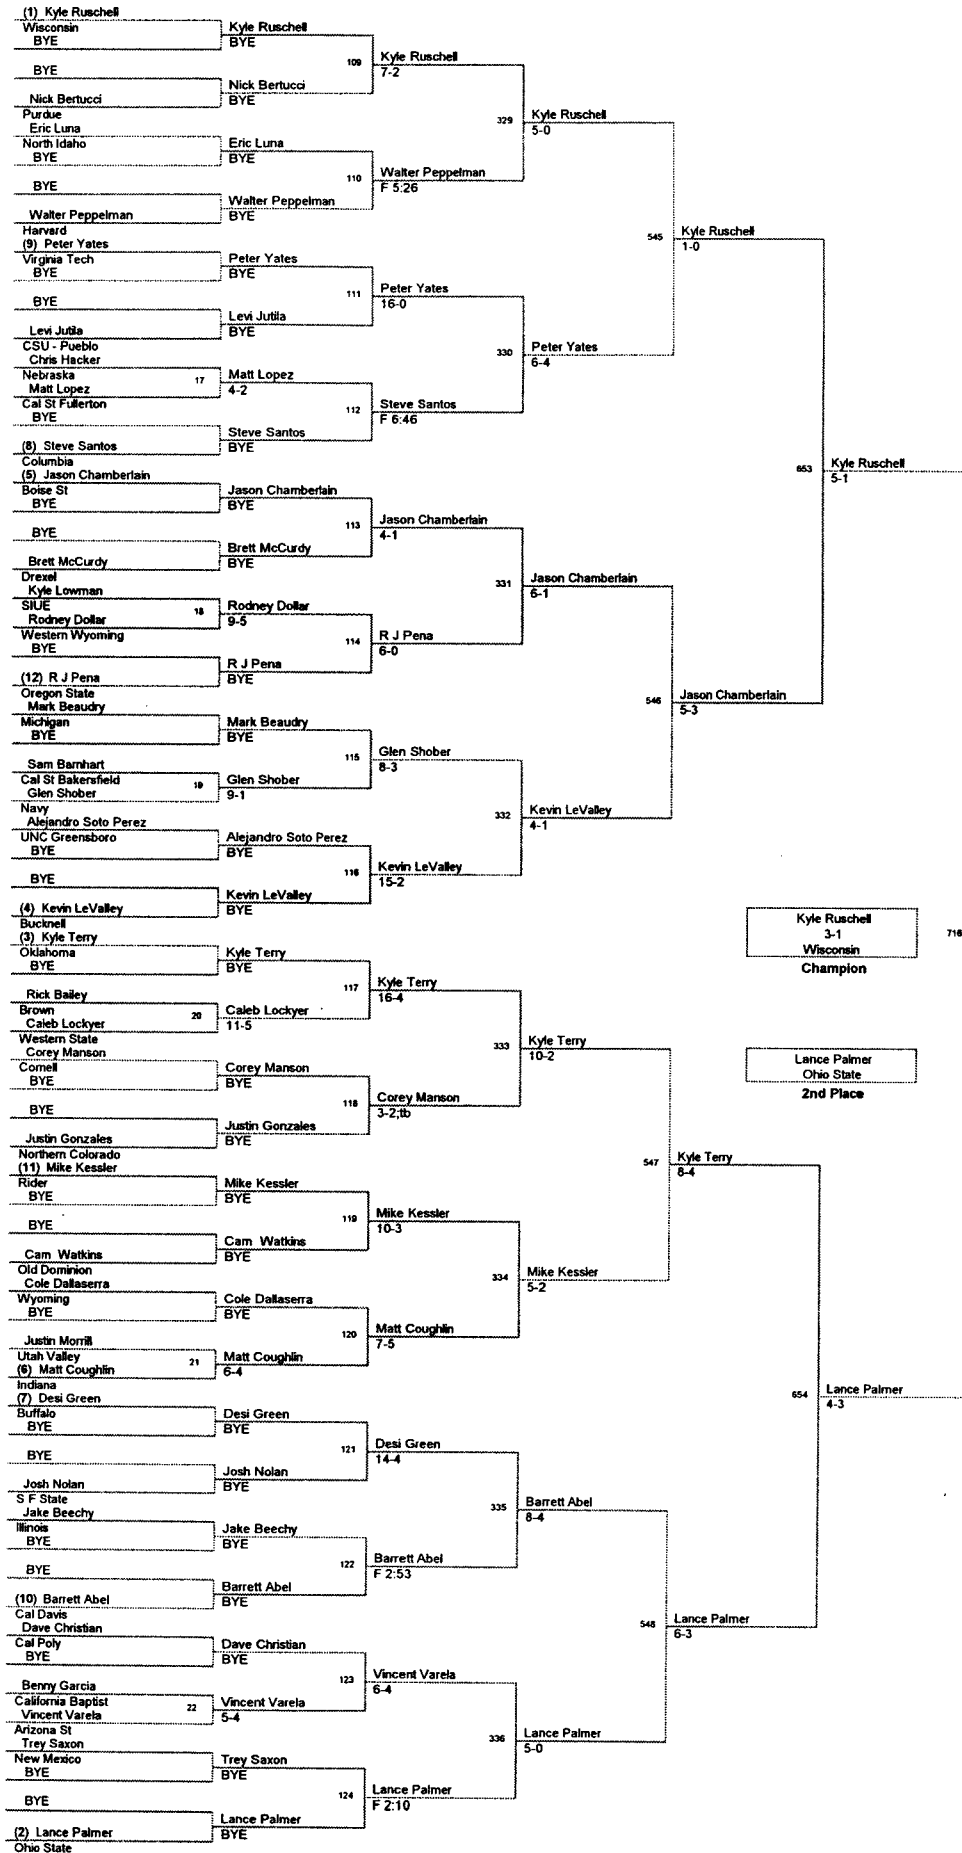 (1) Kyle Ruschell
Wisconsin
BYE
BYE
Nick Bertucci
Purdue
Eric Luna
North Idaho
BYE
BYE
Walter Peppelman
Harvard
(9) Peter Yates
Virginia Tech
BYE
BYE
Levi Jutila
CSU - Pueblo
Chris Hacker
Nebraska
17
Matt Lopez
Cal St Fullerton
BYE
(8) Steve Santos
Columbia
(5) Jason Chamberlain
Boise St
BYE
BYE
Brett McCurdy
Drexel
Kyle Lowman
SIUE
18
Rodney Dollar
Western Wyoming
BYE
(12) R J Pena
Oregon State
Mark Beaudry
Michigan
BYE
Sam Barnhart
Cal St Bakersfield
19
Glen Shober
Navy
Alejandro Soto Perez
UNC Greensboro
BYE
BYE
(4) Kevin LeValley
Bucknell
(3) Kyle Terry
Oklahoma
BYE
Rick Bailey
Brown
20
Caleb Lockyer
Western State
Corey Manson
Cornell
BYE
BYE
Justin Gonzales
Northern Colorado
(11) Mike Kessler
Rider
BYE
BYE
Cam Watkins
Old Dominion
Cole Dallaserra
Wyoming
BYE
Justin Morrill
Utah Valley
21
(6) Matt Coughlin
Indiana
(7) Desi Green
Buffalo
BYE
BYE
Josh Nolan
S F State
Jake Beechy
Illinois
BYE
BYE
(10) Barrett Abel
Cal Davis
Dave Christian
Cal Poly
BYE
Benny Garcia
California Baptist
22
Vincent Varela
Arizona St
Trey Saxon
New Mexico
BYE
BYE
(2) Lance Palmer
Ohio State
Kyle Ruschell
BYE
109
Nick Bertucci
BYE
Eric Luna
BYE
110
Walter Peppelman
BYE
Peter Yates
BYE
111
Levi Jutila
BYE
Matt Lopez
4-2
112
Steve Santos
BYE
Jason Chamberlain
BYE
113
Brett McCurdy
BYE
Rodney Dollar
9-5
114
R J Pena
BYE
Mark Beaudry
BYE
115
Glen Shober
9-1
Alejandro Soto Perez
BYE
116
Kevin LeValley
BYE
Kyle Terry
BYE
117
Caleb Lockyer
11-5
Corey Manson
BYE
118
Justin Gonzales
BYE
Mike Kessler
BYE
119
Cam Watkins
BYE
Cole Dallaserra
BYE
120
Matt Coughlin
6-4
Desi Green
BYE
121
Josh Nolan
BYE
Jake Beechy
BYE
122
Barrett Abel
BYE
Dave Christian
BYE
123
Vincent Varela
5-4
Trey Saxon
BYE
124
Lance Palmer
BYE
Kyle Ruschell
7-2
329
Walter Peppelman
F 5:26
Peter Yates
16-0
330
Steve Santos
F 6:46
Jason Chamberlain
4-1
331
R J Pena
6-0
Glen Shober
8-3
332
Kevin LeValley
15-2
Kyle Terry
16-4
333
Corey Manson
3-2;tb
Mike Kessler
10-3
334
Matt Coughlin
7-5
Desi Green
14-4
335
Barrett Abel
F 2:53
Vincent Varela
6-4
336
Lance Palmer
F 2:10
Kyle Ruschell
5-0
545
Peter Yates
6-4
Jason Chamberlain
6-1
546
Kevin LeValley
4-1
Kyle Terry
10-2
547
Mike Kessler
5-2
Barrett Abel
8-4
548
Lance Palmer
5-0
Kyle Ruschell
1-0
653
Jason Chamberlain
5-3
Kyle Terry
8-4
654
Lance Palmer
6-3
Kyle Ruschell
5-1
Lance Palmer
4-3
Kyle Ruschell
3-1
Wisconsin
716
Champion
Lance Palmer
Ohio State
2nd Place